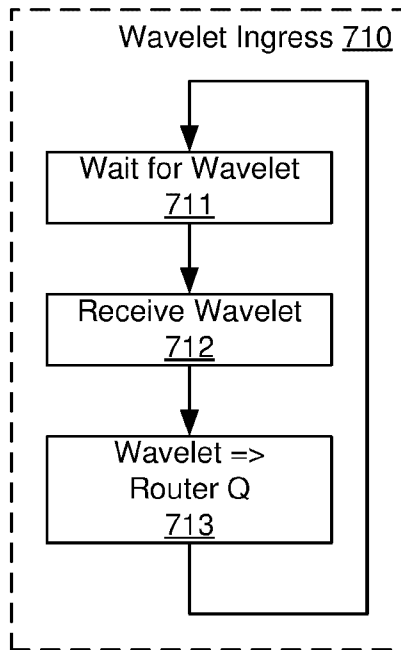 Wavelet Ingress 710
Wait for Wavelet
711
Receive Wavelet
712
Wavelet =>
Router Q
713